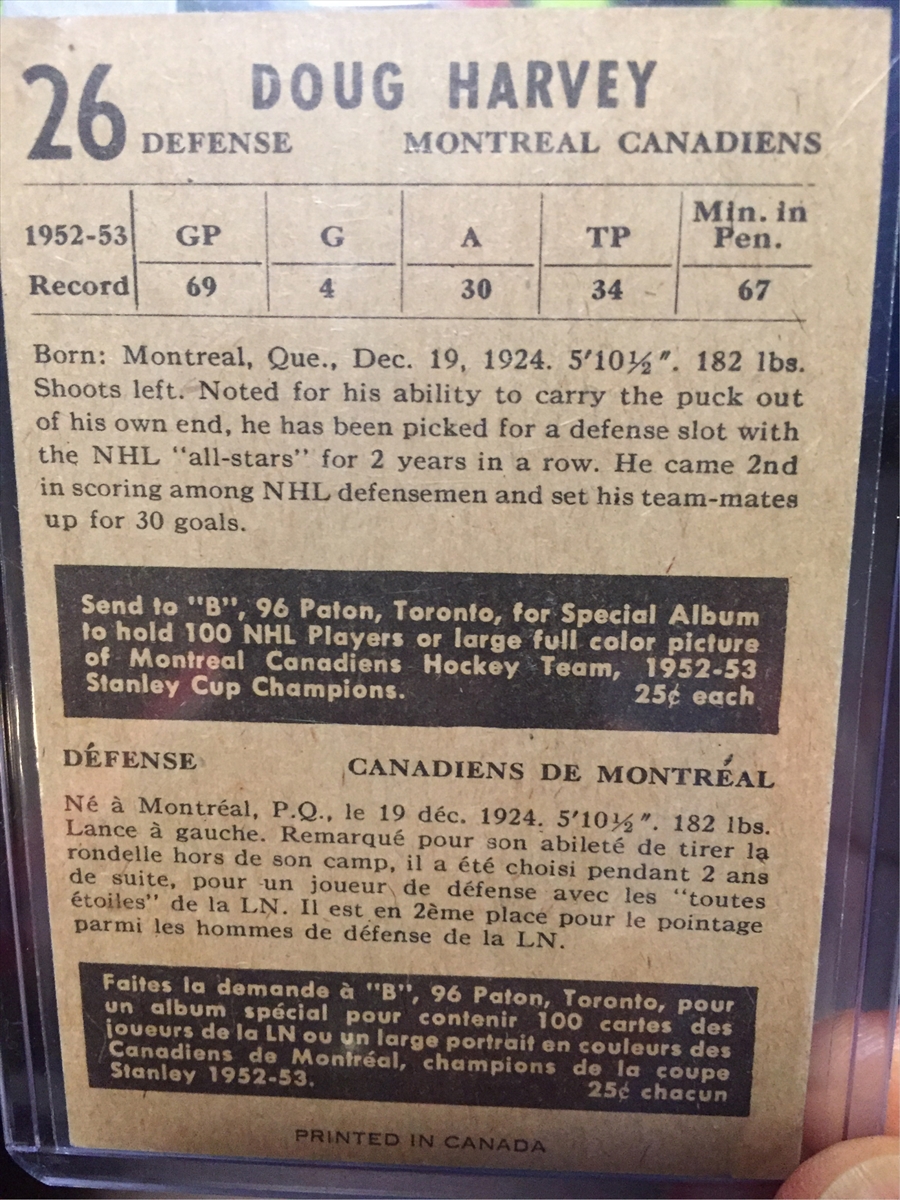 26 DOUG HARVEY
DEFENSE MONTREAL CANADIENS
1952-53 GP G A TP Min. in Pen.
Record 69 4 30 34 67
Born: Montreal, Que., Dec. 19, 1924. 5'10½". 182 lbs.
Shoots left. Noted for his ability to carry the puck out
of his own end, he has been picked for a defense slot with
the NHL "all-stars" for 2 years in a row. He came 2nd
in scoring among NHL defensemen and set his team-mates
up for 30 goals.
Send to "B", 96 Paton, Toronto, for Special Album
to hold 100 NHL Players or large full color picture
of Montreal Canadiens Hockey Team, 1952-53
Stanley Cup Champions. 25¢ each
DÉFENSE CANADIENS DE MONTRÉAL
Né à Montréal, P.Q., le 19 déc. 1924. 5'10½". 182 lbs.
Lance à gauche. Remarqué pour son abileté de tirer la
rondelle hors de son camp, il a été choisi pendant 2 ans
de suite, pour un joueur de défense avec les "toutes
étoiles" de la LN. Il est en 2ème place pour le pointage
parmi les hommes de défense de la LN.
Faites la demande à "B", 96 Paton, Toronto, pour
un album spécial pour contenir 100 cartes des
joueurs de la LN ou un large portrait en couleurs des
Canadiens de Montréal, champions de la coupe
Stanley 1952-53. 25¢ chacun
PRINTED IN CANADA